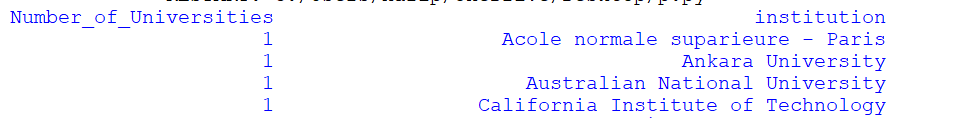 Number_of_Universities institution
1 Acole normale suparieure - Paris
1 Ankara University
1 Australian National University
1 California Institute of Technology